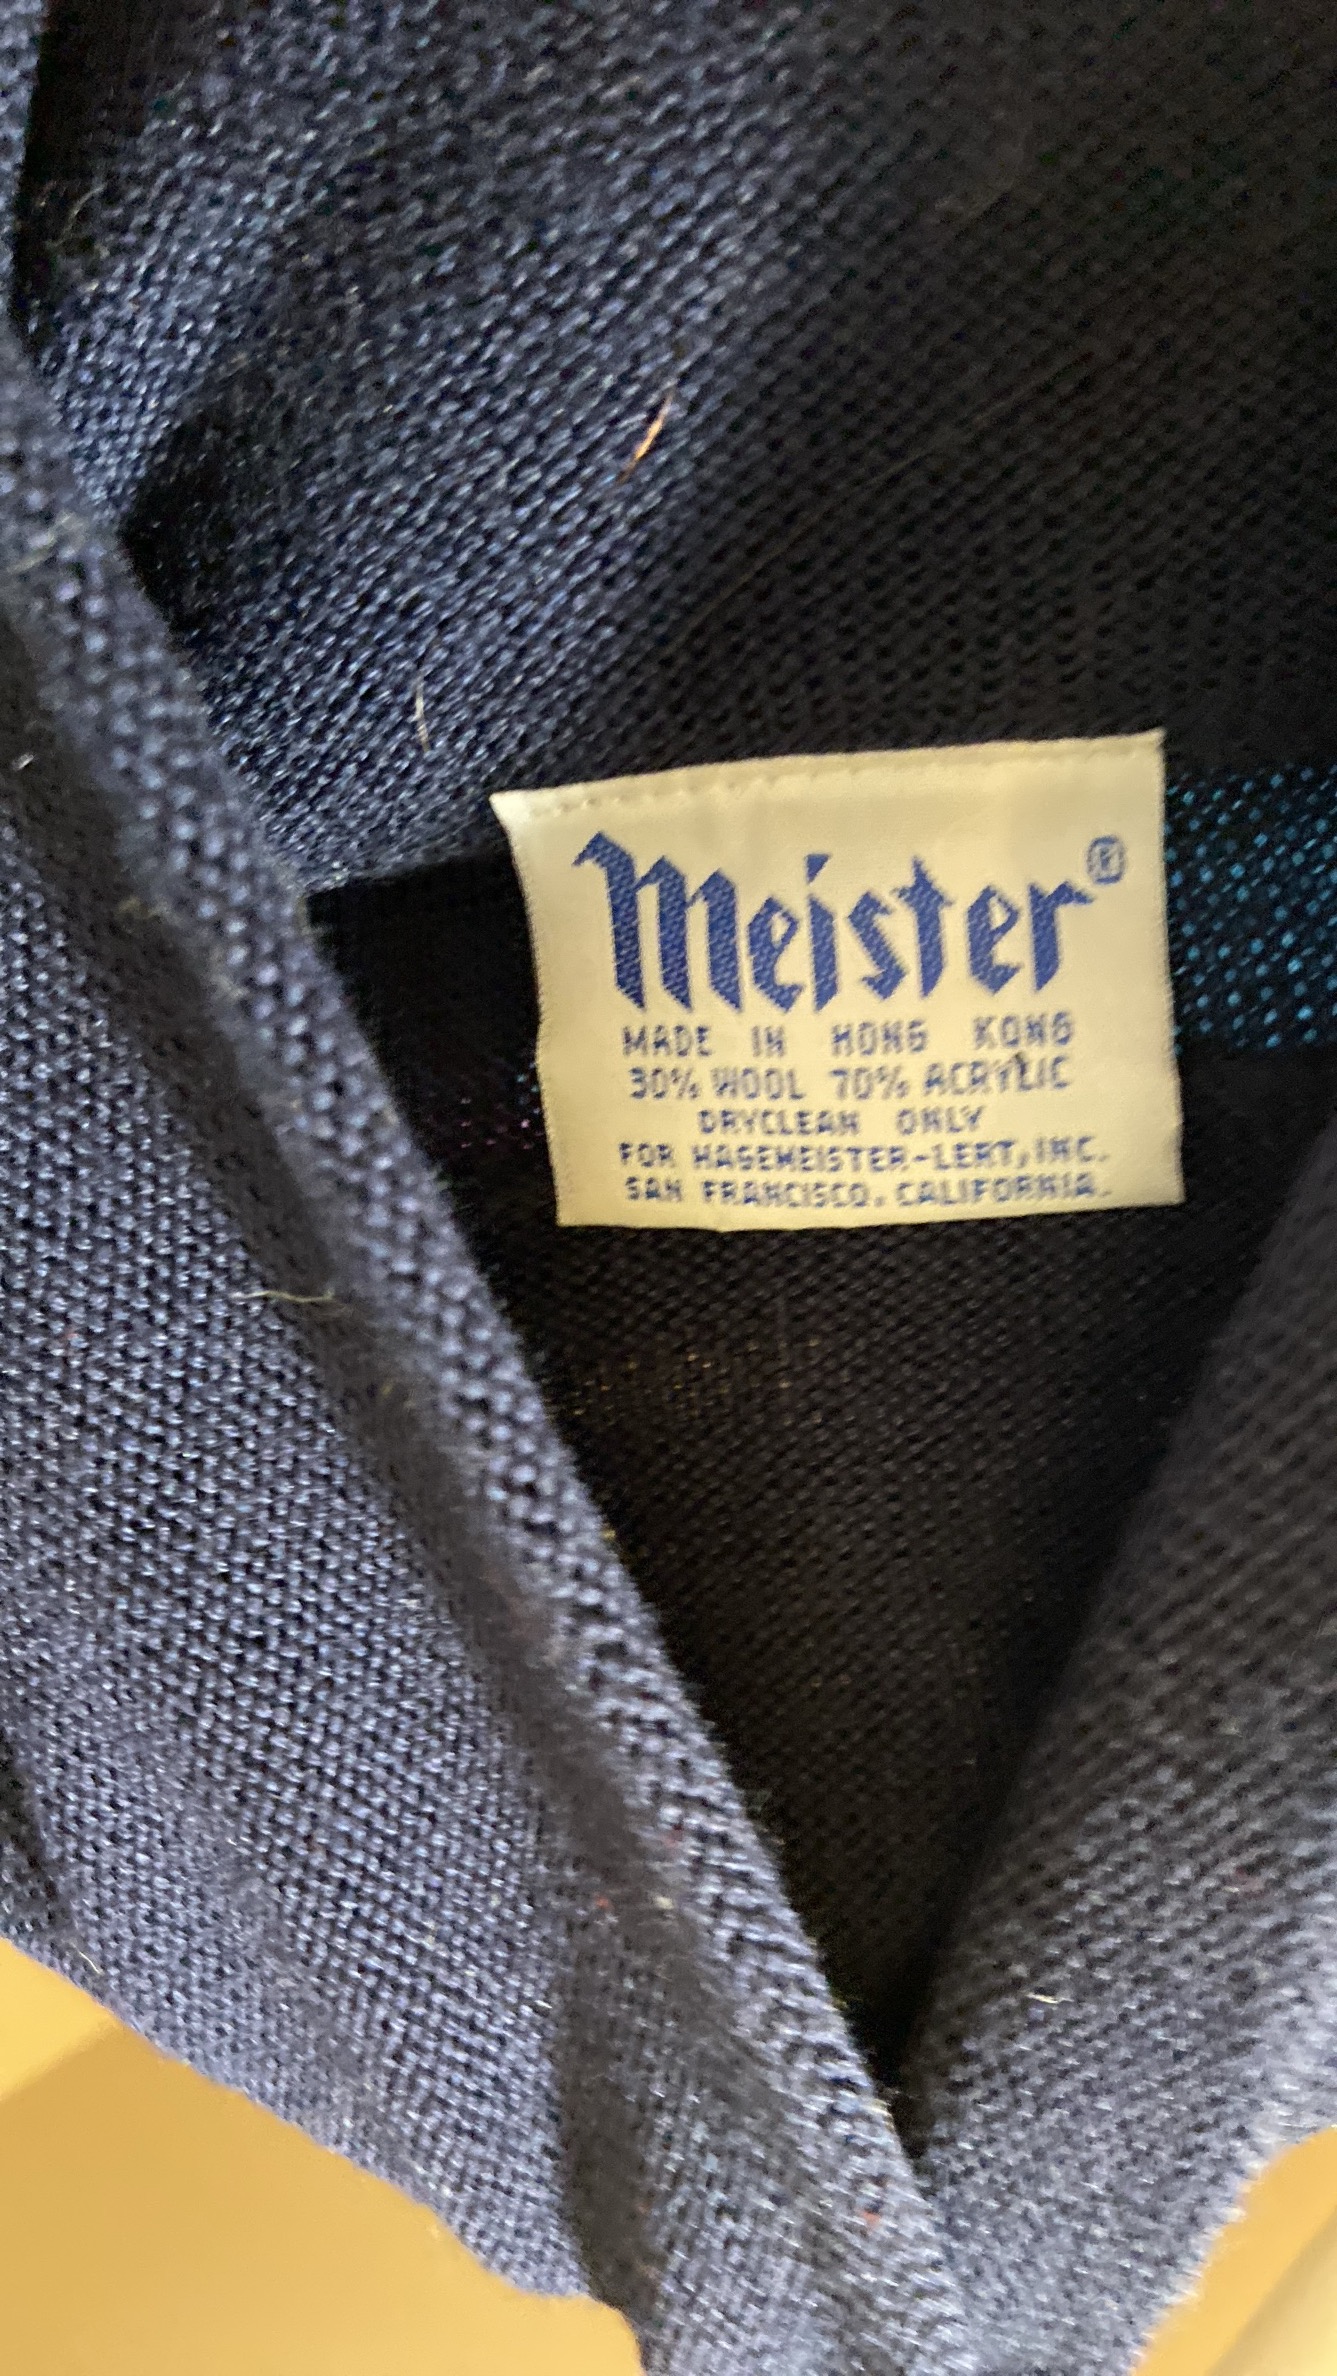 Meister®
MADE IN HONG KONG
30% WOOL 70% ACRYLIC
DRYCLEAN ONLY
FOR HAGEMEISTER-LERT, INC.
SAN FRANCISCO. CALIFORNIA.